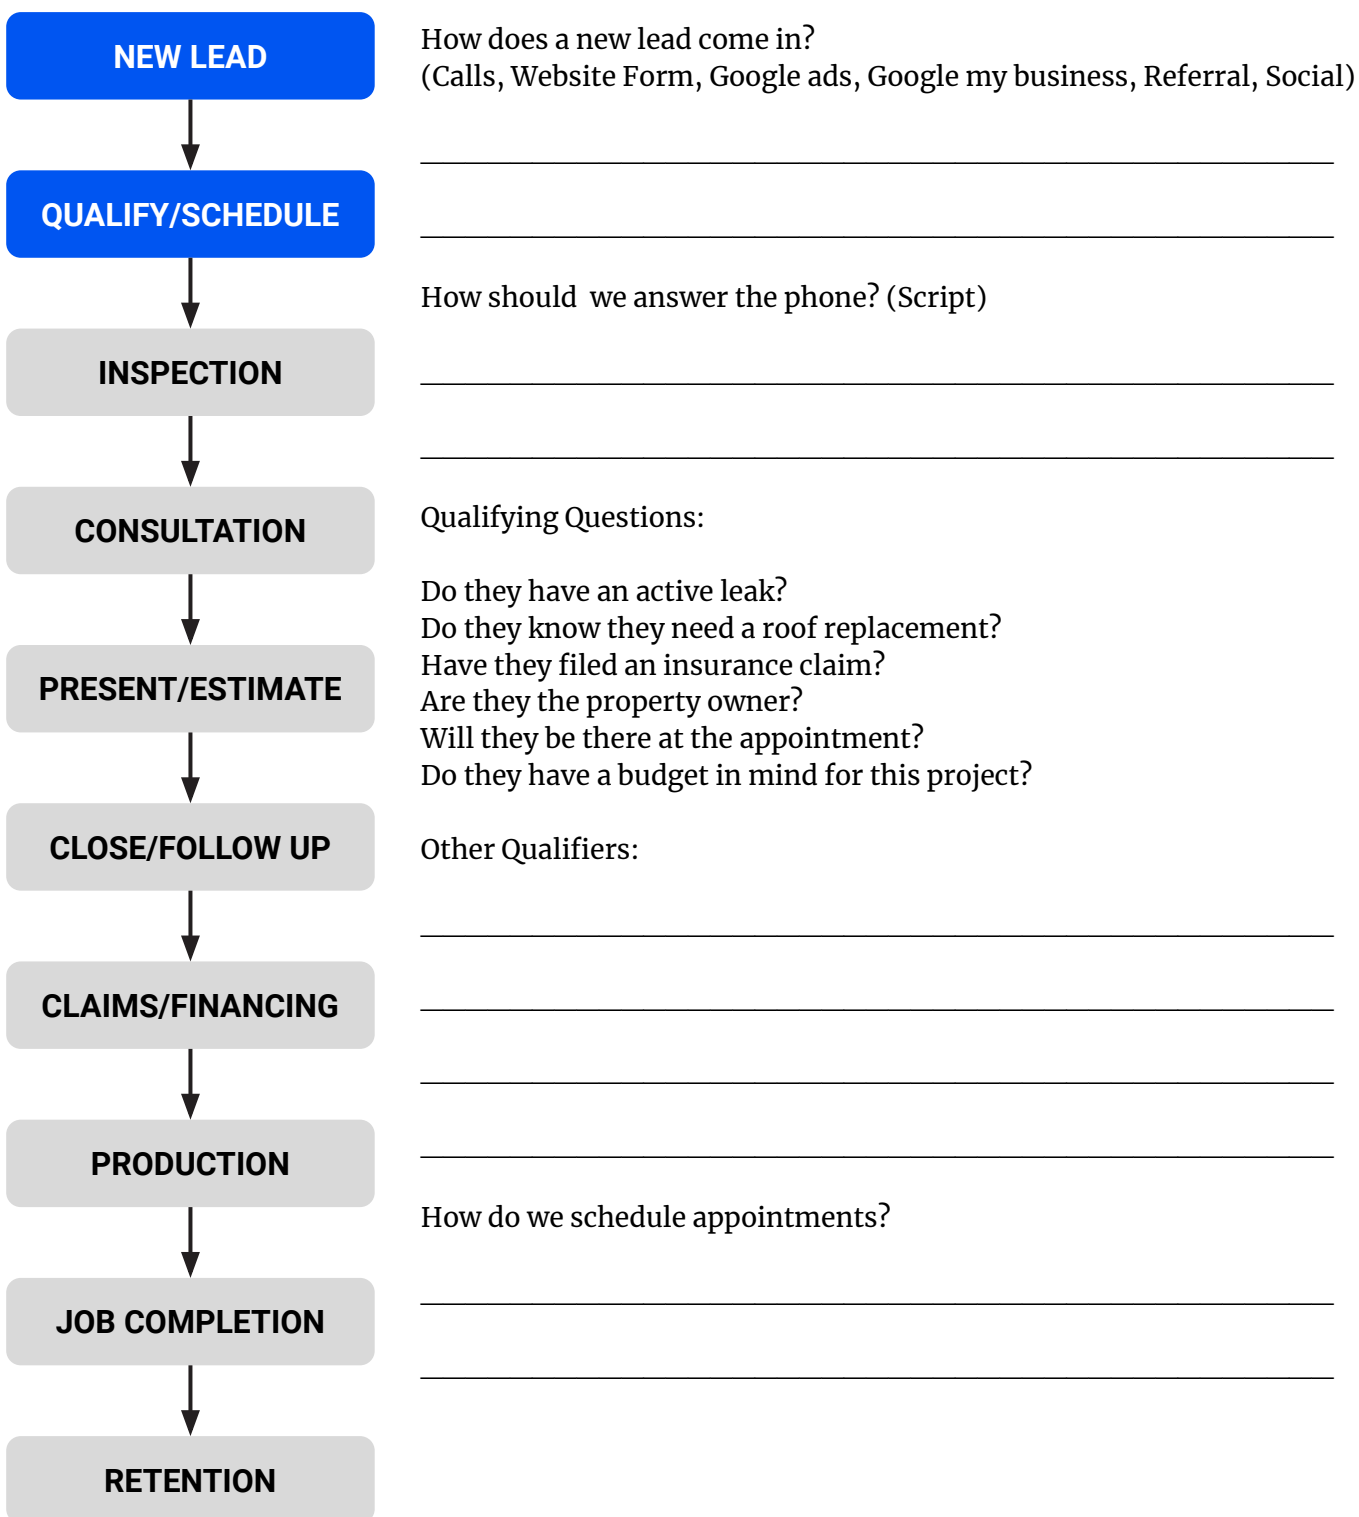 NEW LEAD
QUALIFY/SCHEDULE
INSPECTION
CONSULTATION
PRESENT/ESTIMATE
CLOSE/FOLLOW UP
CLAIMS/FINANCING
PRODUCTION
JOB COMPLETION
RETENTION
How does a new lead come in?
(Calls, Website Form, Google ads, Google my business, Referral, Social)
How should  we answer the phone? (Script)
Qualifying Questions:
Do they have an active leak?
Do they know they need a roof replacement?
Have they filed an insurance claim?
Are they the property owner?
Will they be there at the appointment?
Do they have a budget in mind for this project?
Other Qualifiers:
How do we schedule appointments?